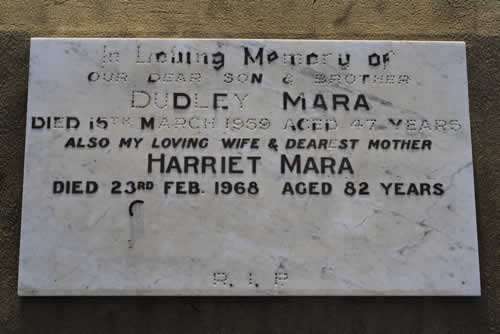 In Loving Memory of
OUR DEAR SON & BROTHER
DUDLEY MARA
DIED 15TH MARCH 1959 AGED 47 YEARS
ALSO MY LOVING WIFE & DEAREST MOTHER
HARRIET MARA
DIED 23RD FEB. 1968 AGED 82 YEARS
R.I.P